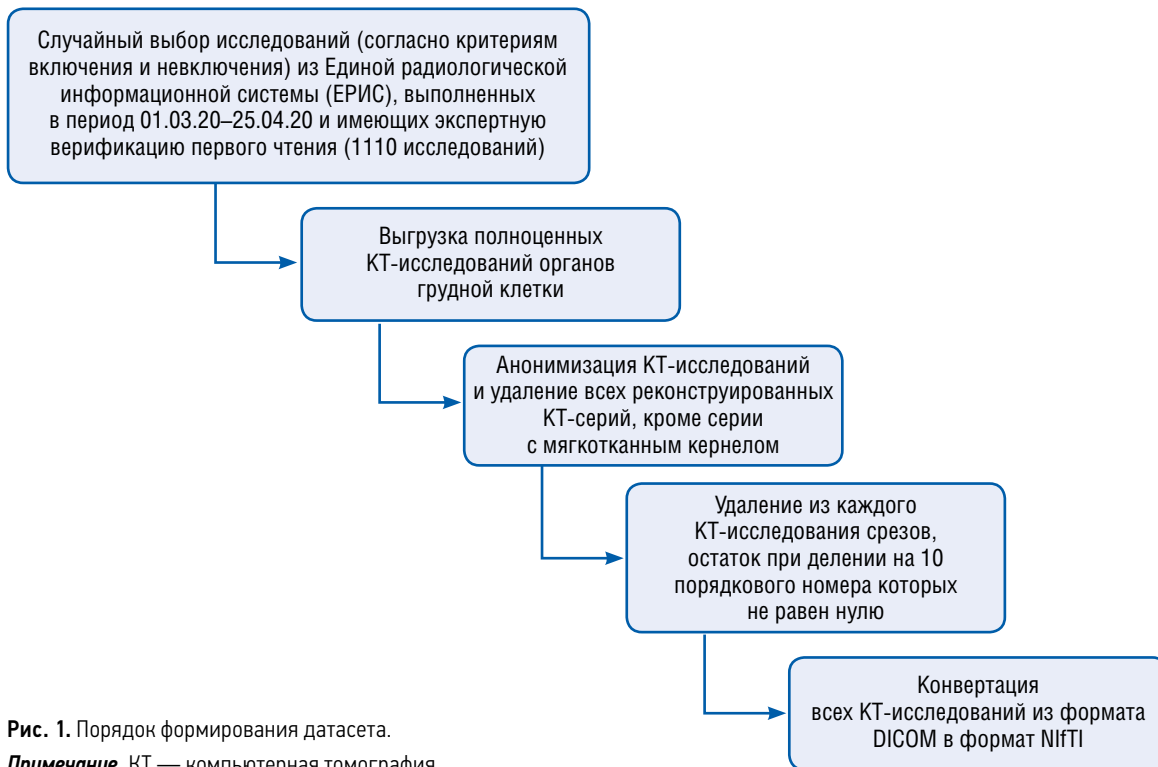 Случайный выбор исследований (согласно критериям
включения и невключения) из Единой радиологической
информационной системы (ЕРИС), выполненных
в период 01.03.20–25.04.20 и имеющих экспертную
верификацию первого чтения (1110 исследований)
Выгрузка полноценных
КТ-исследований органов
грудной клетки
Анонимизация КТ-исследований
и удаление всех реконструированных
КТ-серий, кроме серии
с мягкотканным кернелом
Удаление из каждого
КТ-исследования срезов,
остаток при делении на 10
порядкового номера которых
не равен нулю
Конвертация
всех КТ-исследований из формата
DICOM в формат NIfTI
Рис. 1. Порядок формирования датасета.
Примечание. КТ — компьютерная томография